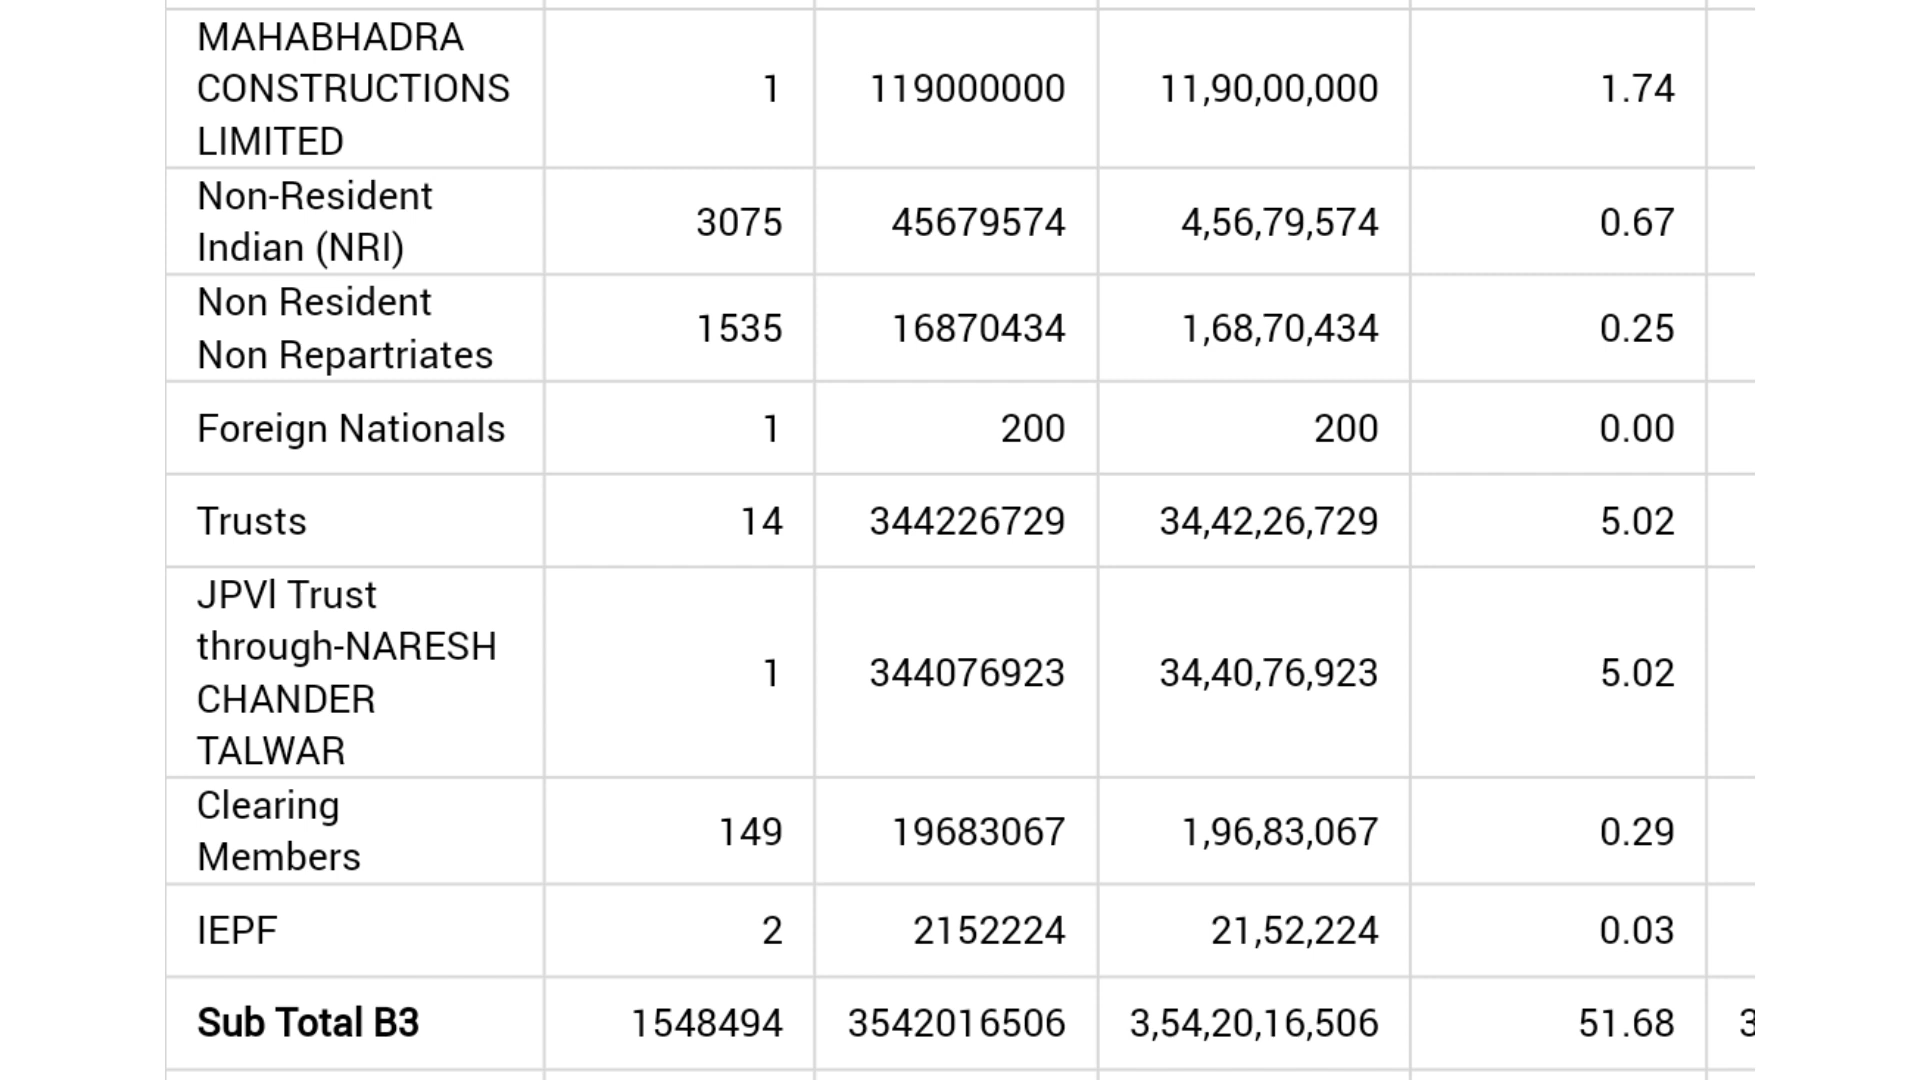 MAHABHADRA
CONSTRUCTIONS
LIMITED
1 119000000 11,90,00,000 1.74
Non-Resident
Indian (NRI)
3075 45679574 4,56,79,574 0.67
Non Resident
Non Repartriates
1535 16870434 1,68,70,434 0.25
Foreign Nationals 1 200 200 0.00
Trusts 14 344226729 34,42,26,729 5.02
JPVl Trust
through-NARESH
CHANDER
TALWAR
1 344076923 34,40,76,923 5.02
Clearing
Members
149 19683067 1,96,83,067 0.29
IEPF 2 2152224 21,52,224 0.03
Sub Total B3 1548494 3542016506 3,54,20,16,506 51.68 3